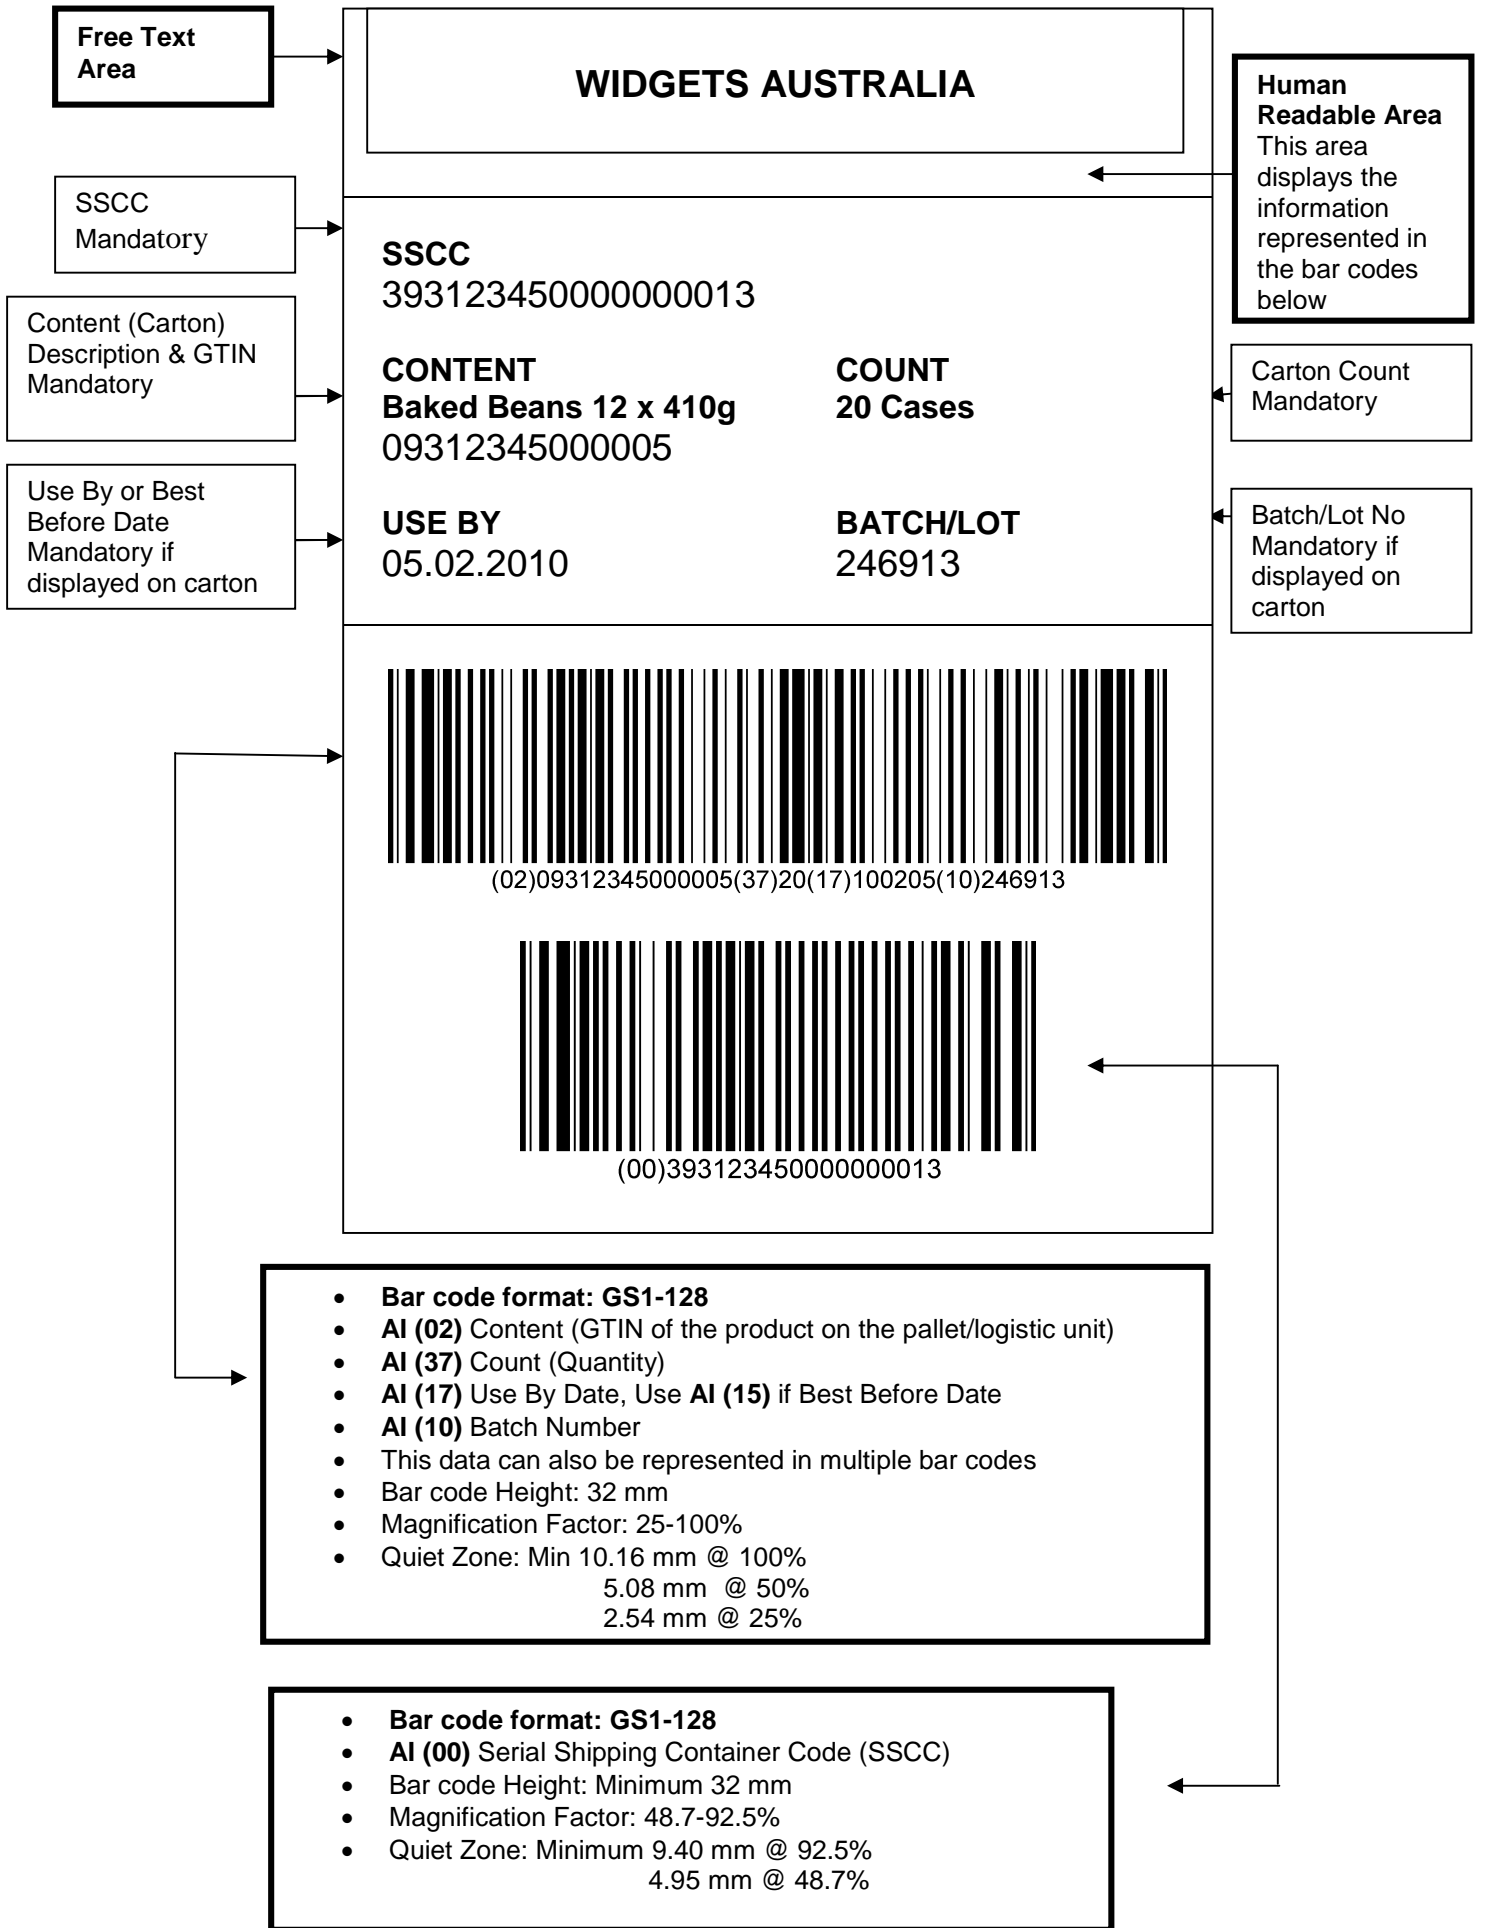 Free Text
Area
WIDGETS AUSTRALIA
Human
Readable Area
This area
displays the
information
represented in
the bar codes
below
SSCC
Mandatory
SSCC
393123450000000013
Content (Carton)
Description & GTIN
Mandatory
CONTENT
Baked Beans 12 x 410g
09312345000005
COUNT
20 Cases
Carton Count
Mandatory
Use By or Best
Before Date
Mandatory if
displayed on carton
USE BY
05.02.2010
BATCH/LOT
246913
Batch/Lot No
Mandatory if
displayed on
carton
(02)09312345000005(37)20(17)100205(10)246913
(00)393123450000000013
• Bar code format: GS1-128
• AI (02) Content (GTIN of the product on the pallet/logistic unit)
• AI (37) Count (Quantity)
• AI (17) Use By Date, Use AI (15) if Best Before Date
• AI (10) Batch Number
• This data can also be represented in multiple bar codes
• Bar code Height: 32 mm
• Magnification Factor: 25-100%
• Quiet Zone: Min 10.16 mm @ 100%
5.08 mm @ 50%
2.54 mm @ 25%
• Bar code format: GS1-128
• AI (00) Serial Shipping Container Code (SSCC)
• Bar code Height: Minimum 32 mm
• Magnification Factor: 48.7-92.5%
• Quiet Zone: Minimum 9.40 mm @ 92.5%
4.95 mm @ 48.7%